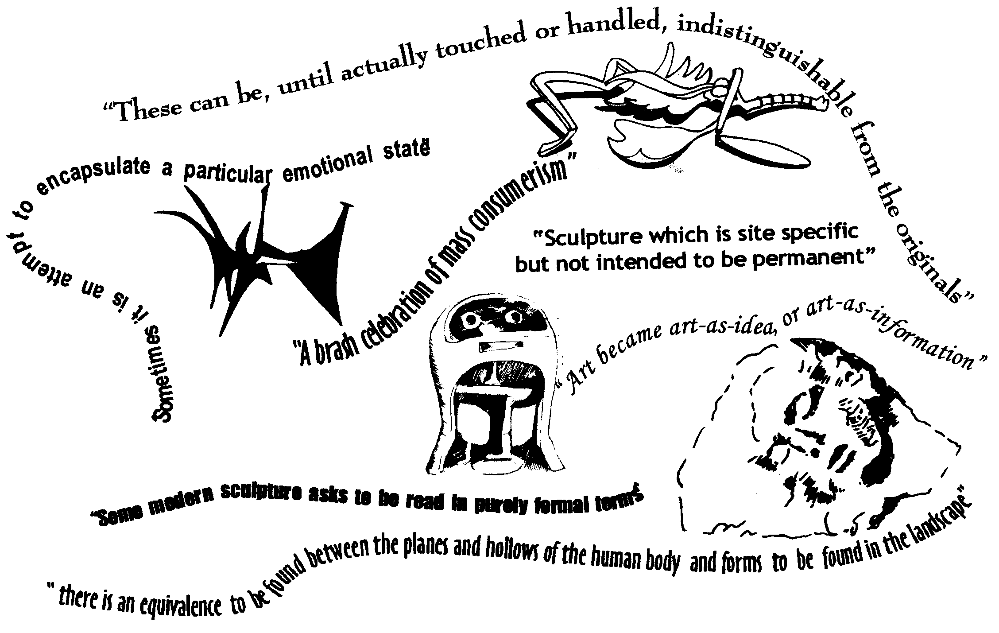 “These can be, until actually touched or handled, indistinguishable from the originals”
Sometimes it is an attempt to encapsulate a particular emotional state"
"A brash celebration of mass consumerism"
“Sculpture which is site specific
but not intended to be permanent”
“Art became art-as-idea, or art-as-information”
“Some modern sculpture asks to be read in purely formal terms"
" there is an equivalence to be found between the planes and hollows of the human body and forms to be found in the landscape"